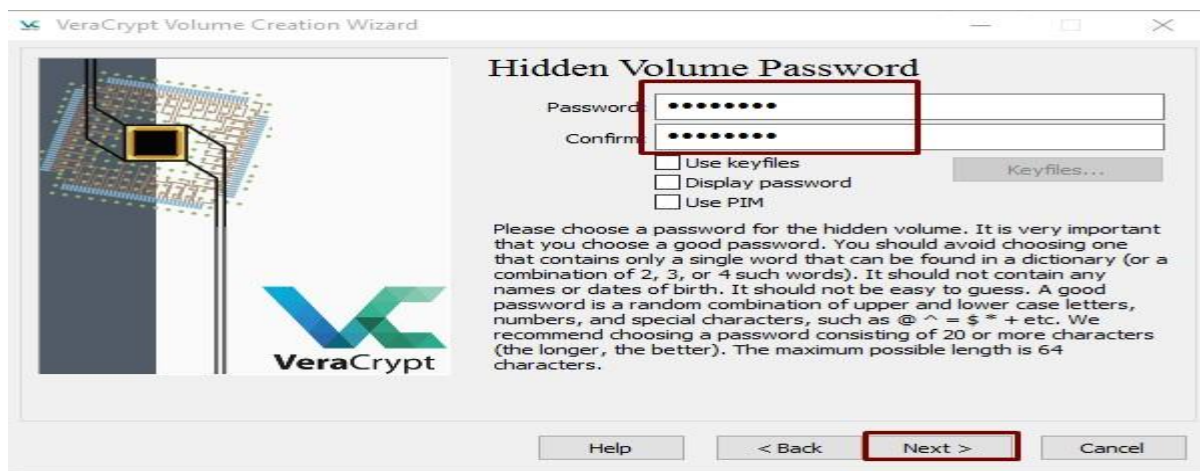 VeraCrypt Volume Creation Wizard
Hidden Volume Password
Password:
Confirm:
Use keyfiles
Keyfiles...
Display password
Use PIM
Please choose a password for the hidden volume. It is very important
that you choose a good password. You should avoid choosing one
that contains only a single word that can be found in a dictionary (or a
combination of 2, 3, or 4 such words). It should not contain any
names or dates of birth. It should not be easy to guess. A good
password is a random combination of upper and lower case letters,
numbers, and special characters, such as @ ^ = $ * + etc. We
recommend choosing a password consisting of 20 or more characters
(the longer, the better). The maximum possible length is 64
characters.
VeraCrypt
Help
< Back
Next >
Cancel